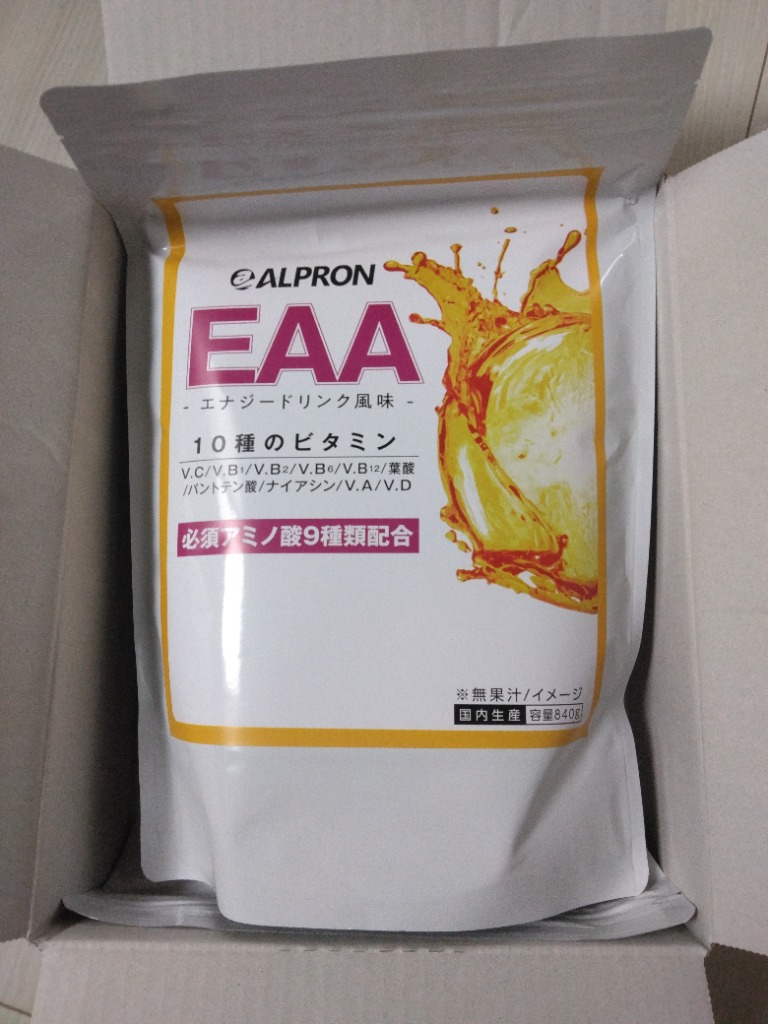 ALPRON
EAA
- エナジードリンク風味 -
10種のビタミン
V.C/V.B1/V.B2/V.B6/V.B12/葉酸
/パントテン酸/ナイアシン/V.A/V.D
必須アミノ酸9種類配合
※無果汁/イメージ
国内生産 容量840g